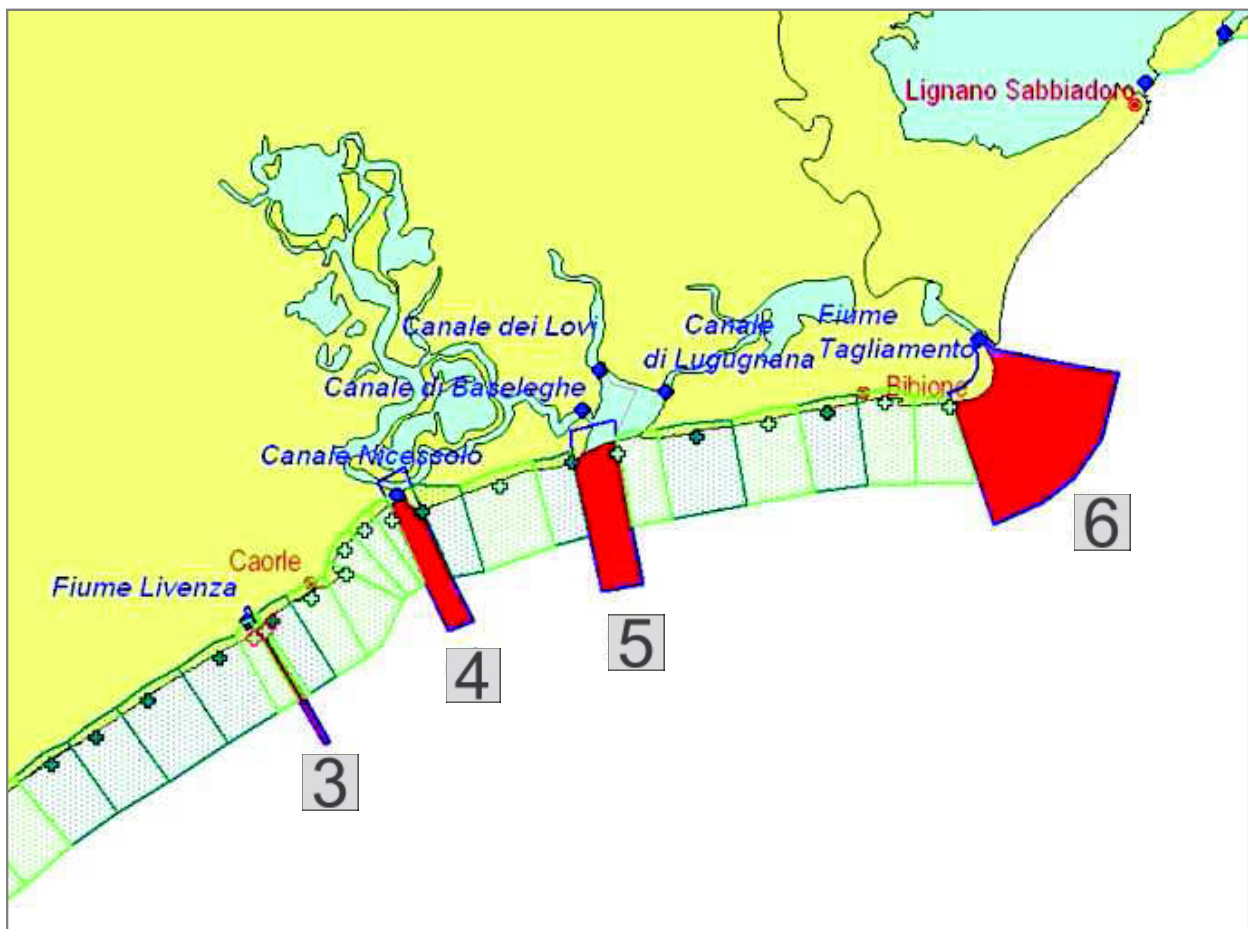 Lignano Sabbiadoro
Canale dei Lovi
Canale
di Lugugnana
Fiume
Tagliamento
Canale di Baseleghe
Bibione
Canale Nicessolo
Caorle
Fiume Livenza
6
5
4
3